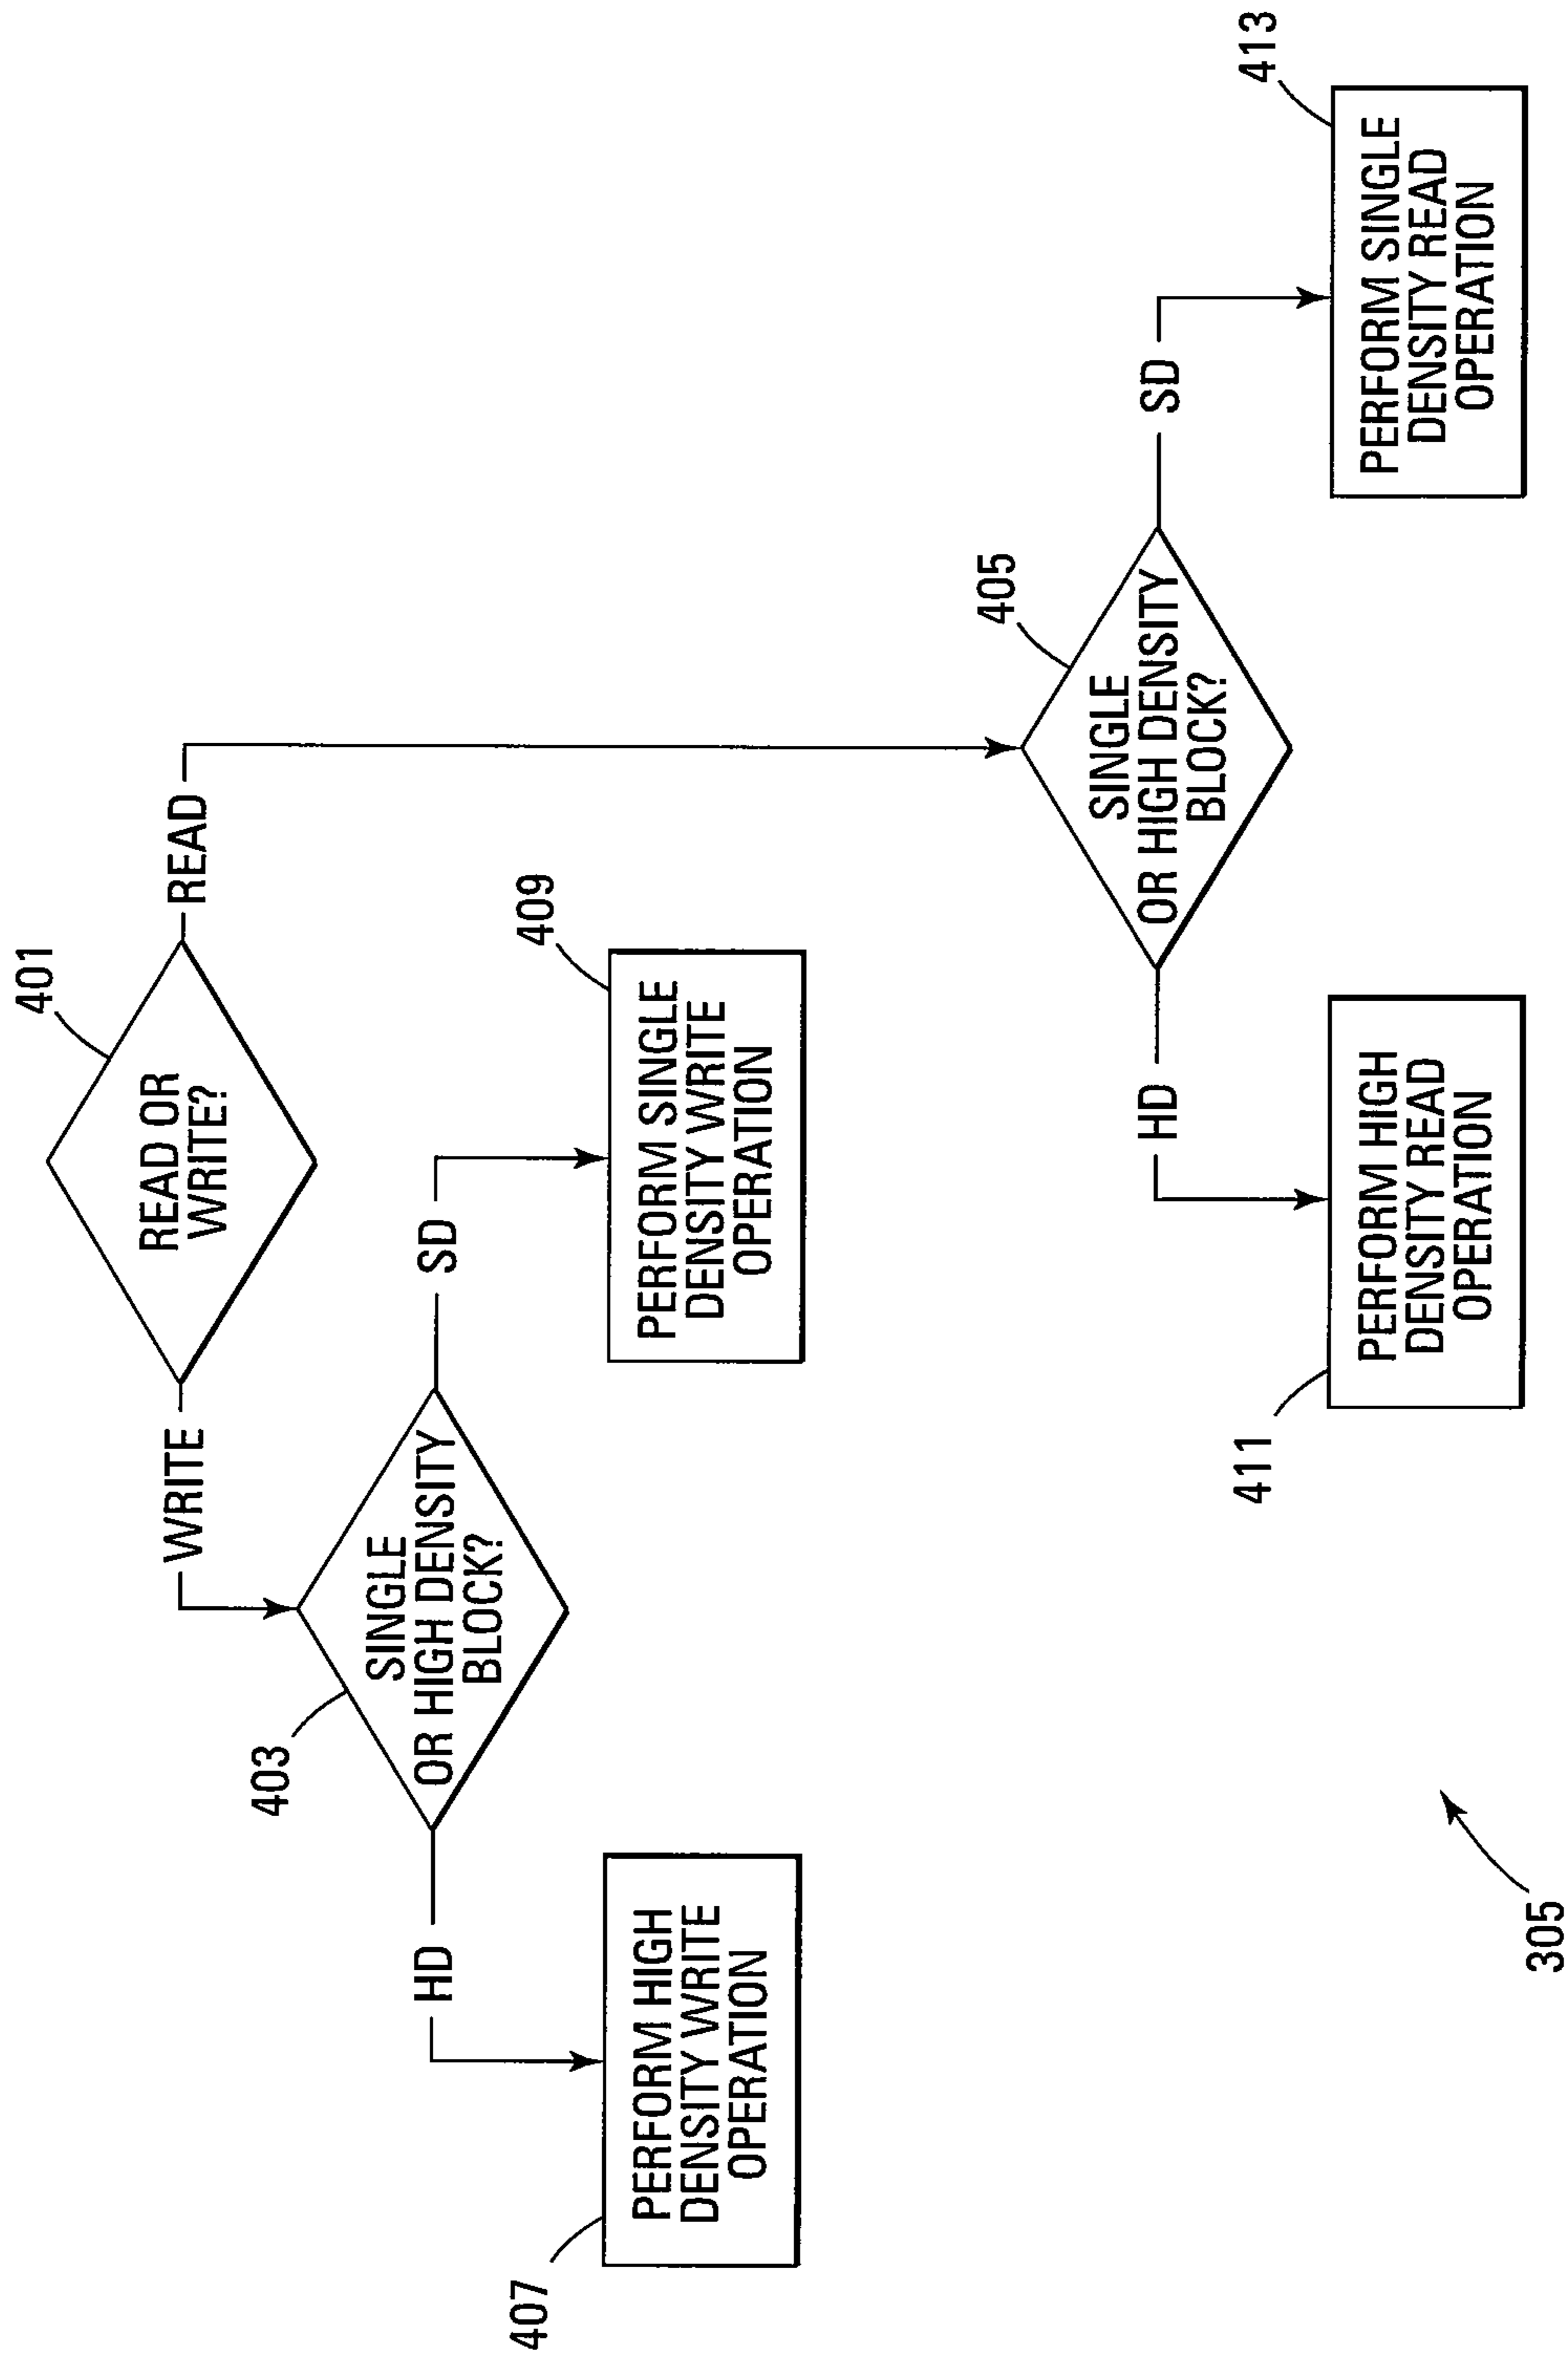 401
READ OR
WRITE?
WRITE
READ
403
SINGLE
OR HIGH DENSITY
BLOCK?
HD
SD
407
PERFORM HIGH
DENSITY WRITE
OPERATION
409
PERFORM SINGLE
DENSITY WRITE
OPERATION
405
SINGLE
OR HIGH DENSITY
BLOCK?
HD
SD
411
PERFORM HIGH
DENSITY READ
OPERATION
413
PERFORM SINGLE
DENSITY READ
OPERATION
305